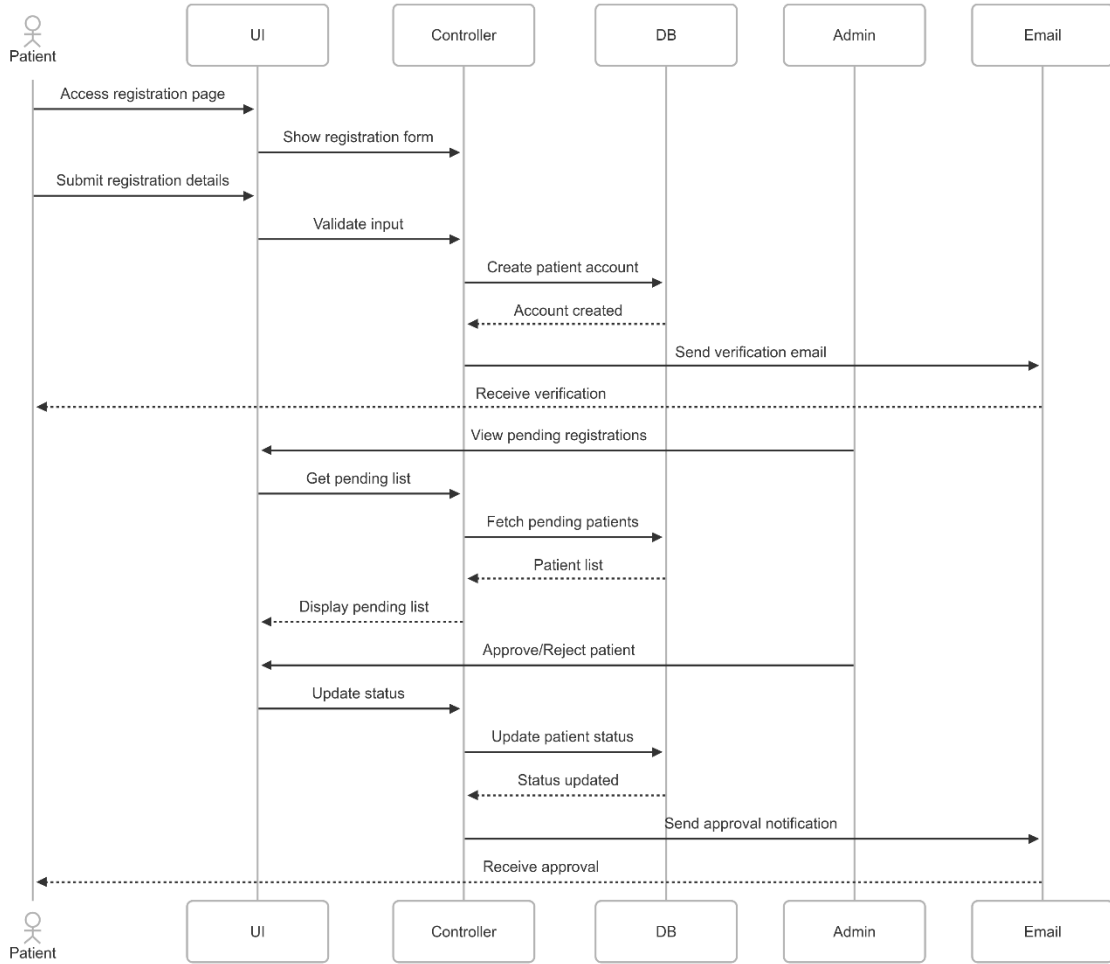 Patient
UI
Controller
DB
Admin
Email
Access registration page
Show registration form
Submit registration details
Validate input
Create patient account
Account created
Send verification email
Receive verification
View pending registrations
Get pending list
Fetch pending patients
Patient list
Display pending list
Approve/Reject patient
Update status
Update patient status
Status updated
Send approval notification
Receive approval
Patient
UI
Controller
DB
Admin
Email